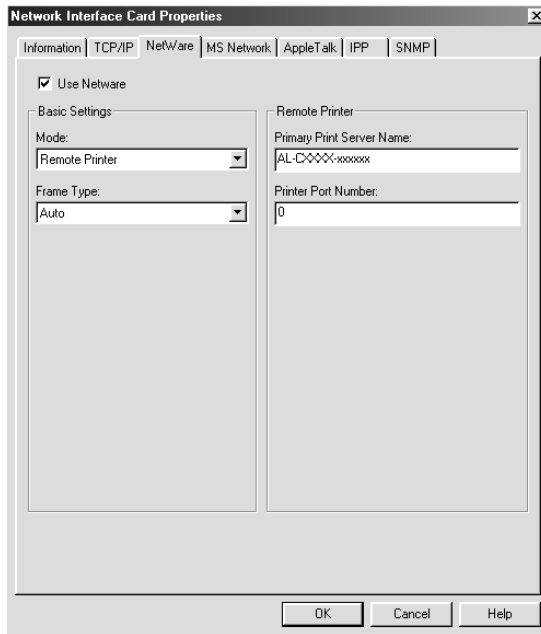 Network Interface Card Properties
Information TCP/IP NetWare MS Network AppleTalk IPP SNMP
Use Netware
Basic Settings
Mode:
Remote Printer
Frame Type:
Auto
Remote Printer
Primary Print Server Name:
AL-CXXXX-xxxxxx
Printer Port Number:
0
OK Cancel Help